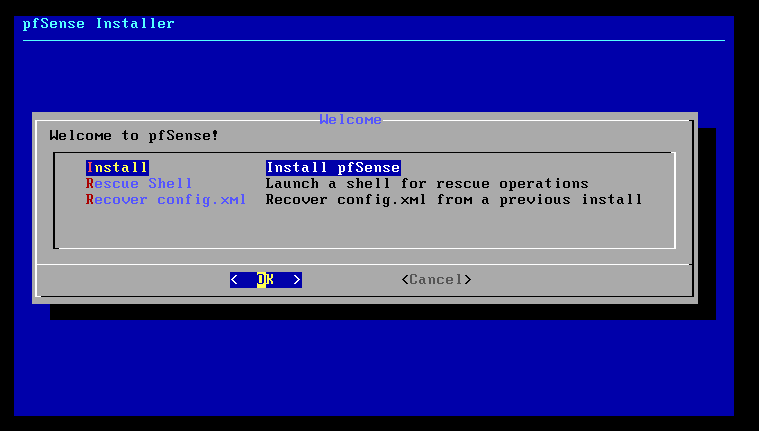 pfSense Installer
Welcome
Welcome to pfSense!
Install Install pfSense
Rescue Shell Launch a shell for rescue operations
Recover config.xml Recover config.xml from a previous install
< OK > <Cancel>